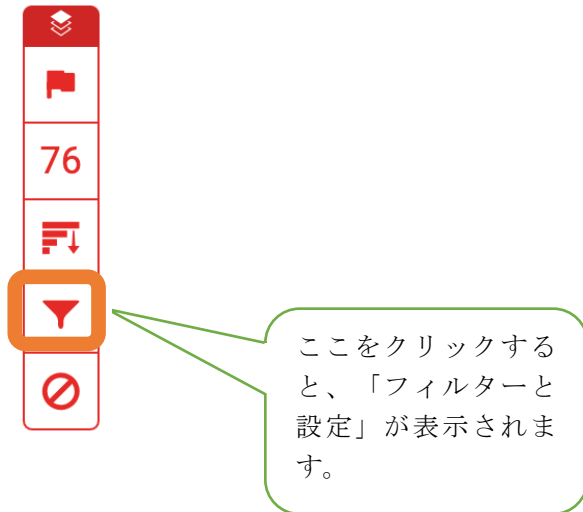 76
ここをクリックする
と、「フィルターと
設定」が表示されま
す。